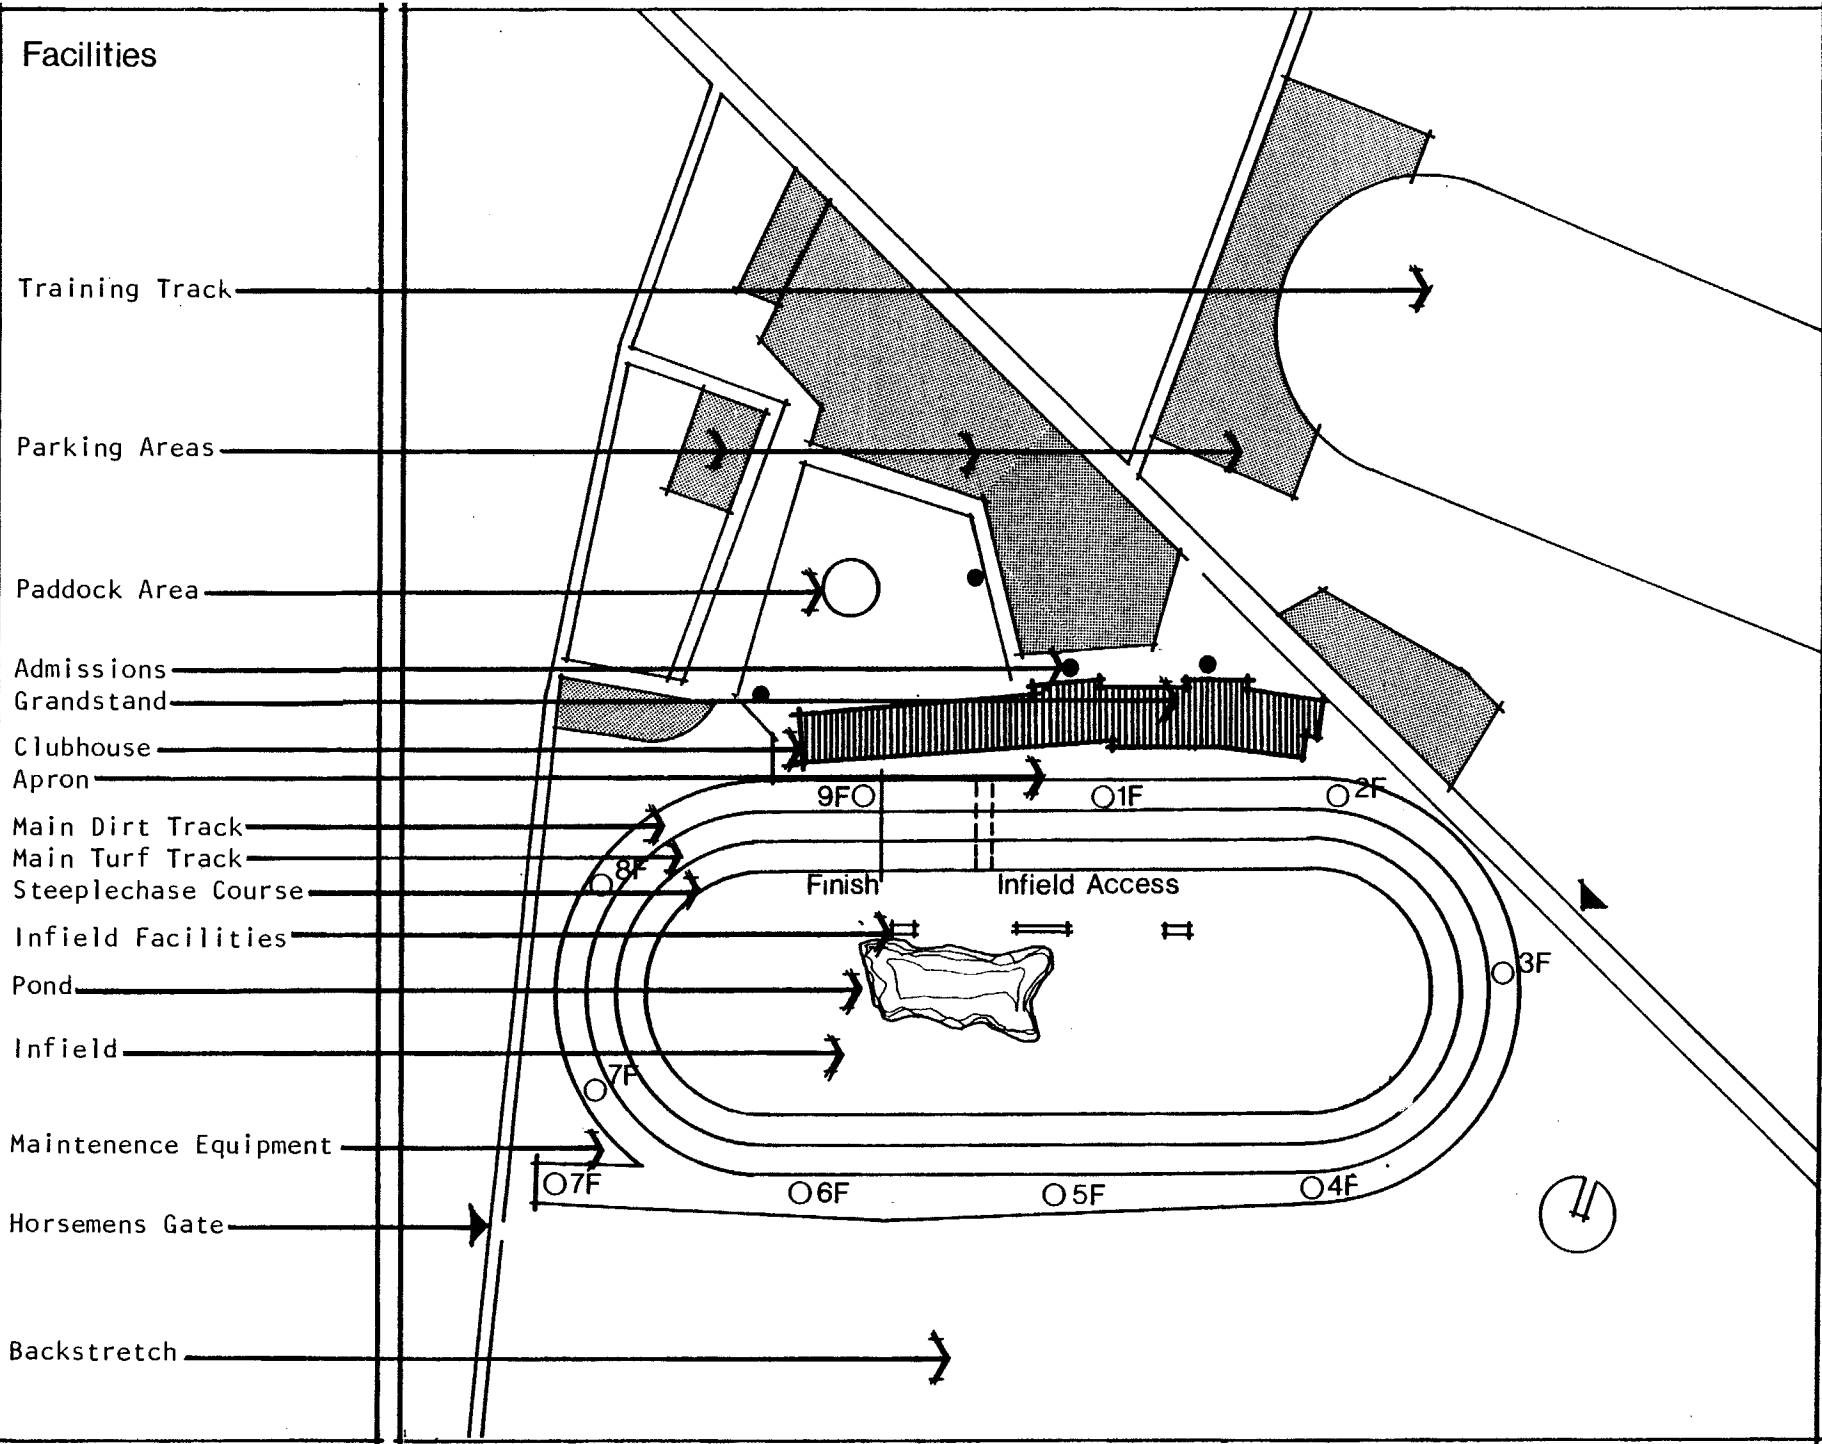 Facilities
Training Track
Parking Areas
Paddock Area
Admissions
Grandstand
Clubhouse
Apron
9F
1F
2F
Main Dirt Track
Main Turf Track
8F
Steeplechase Course
Finish
Infield Access
Infield Facilities
3F
Pond
Infield
7F
Maintenence Equipment
7F
6F
5F
4F
Horsemens Gate
Backstretch